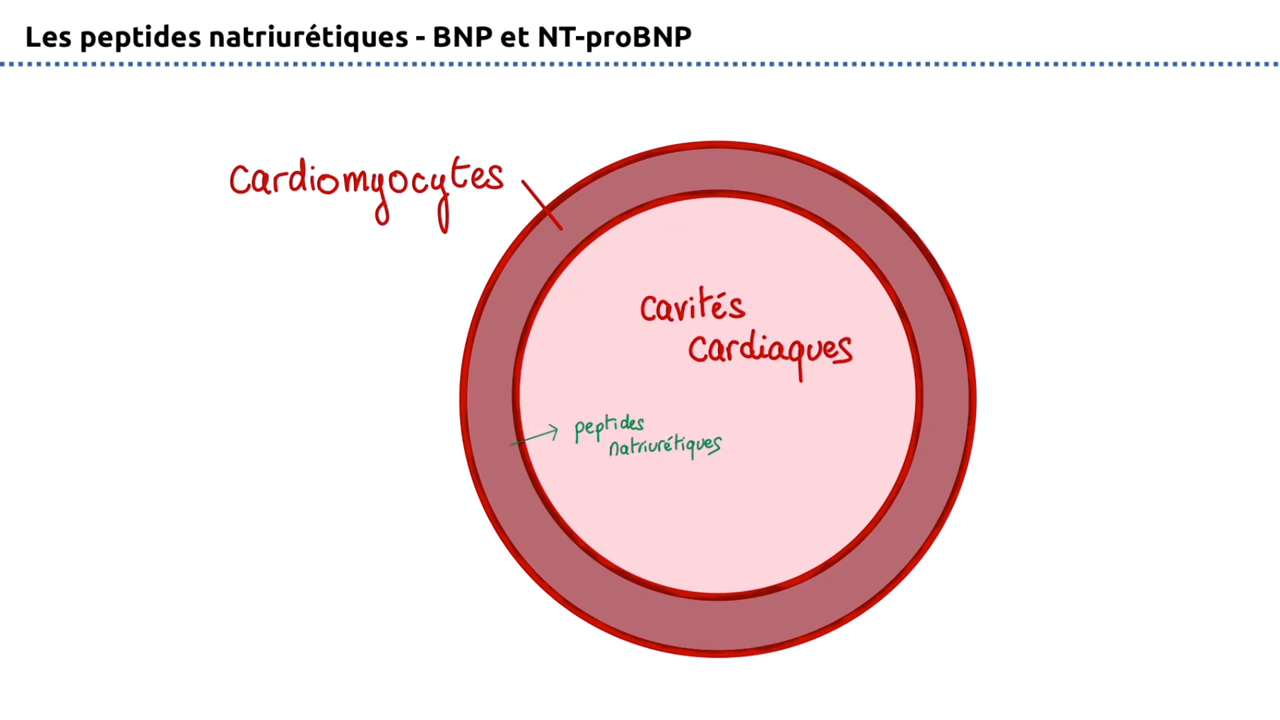 Les peptides natriurétiques - BNP et NT-proBNP
Cardiomyocytes
Cavités
Cardiaques
peptides
natriurétiques